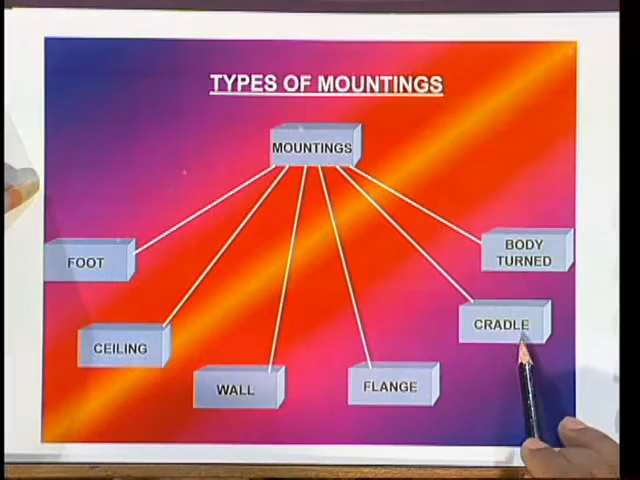 TYPES OF MOUNTINGS
MOUNTINGS
FOOT
CEILING
WALL
FLANGE
CRADLE
BODY
TURNED